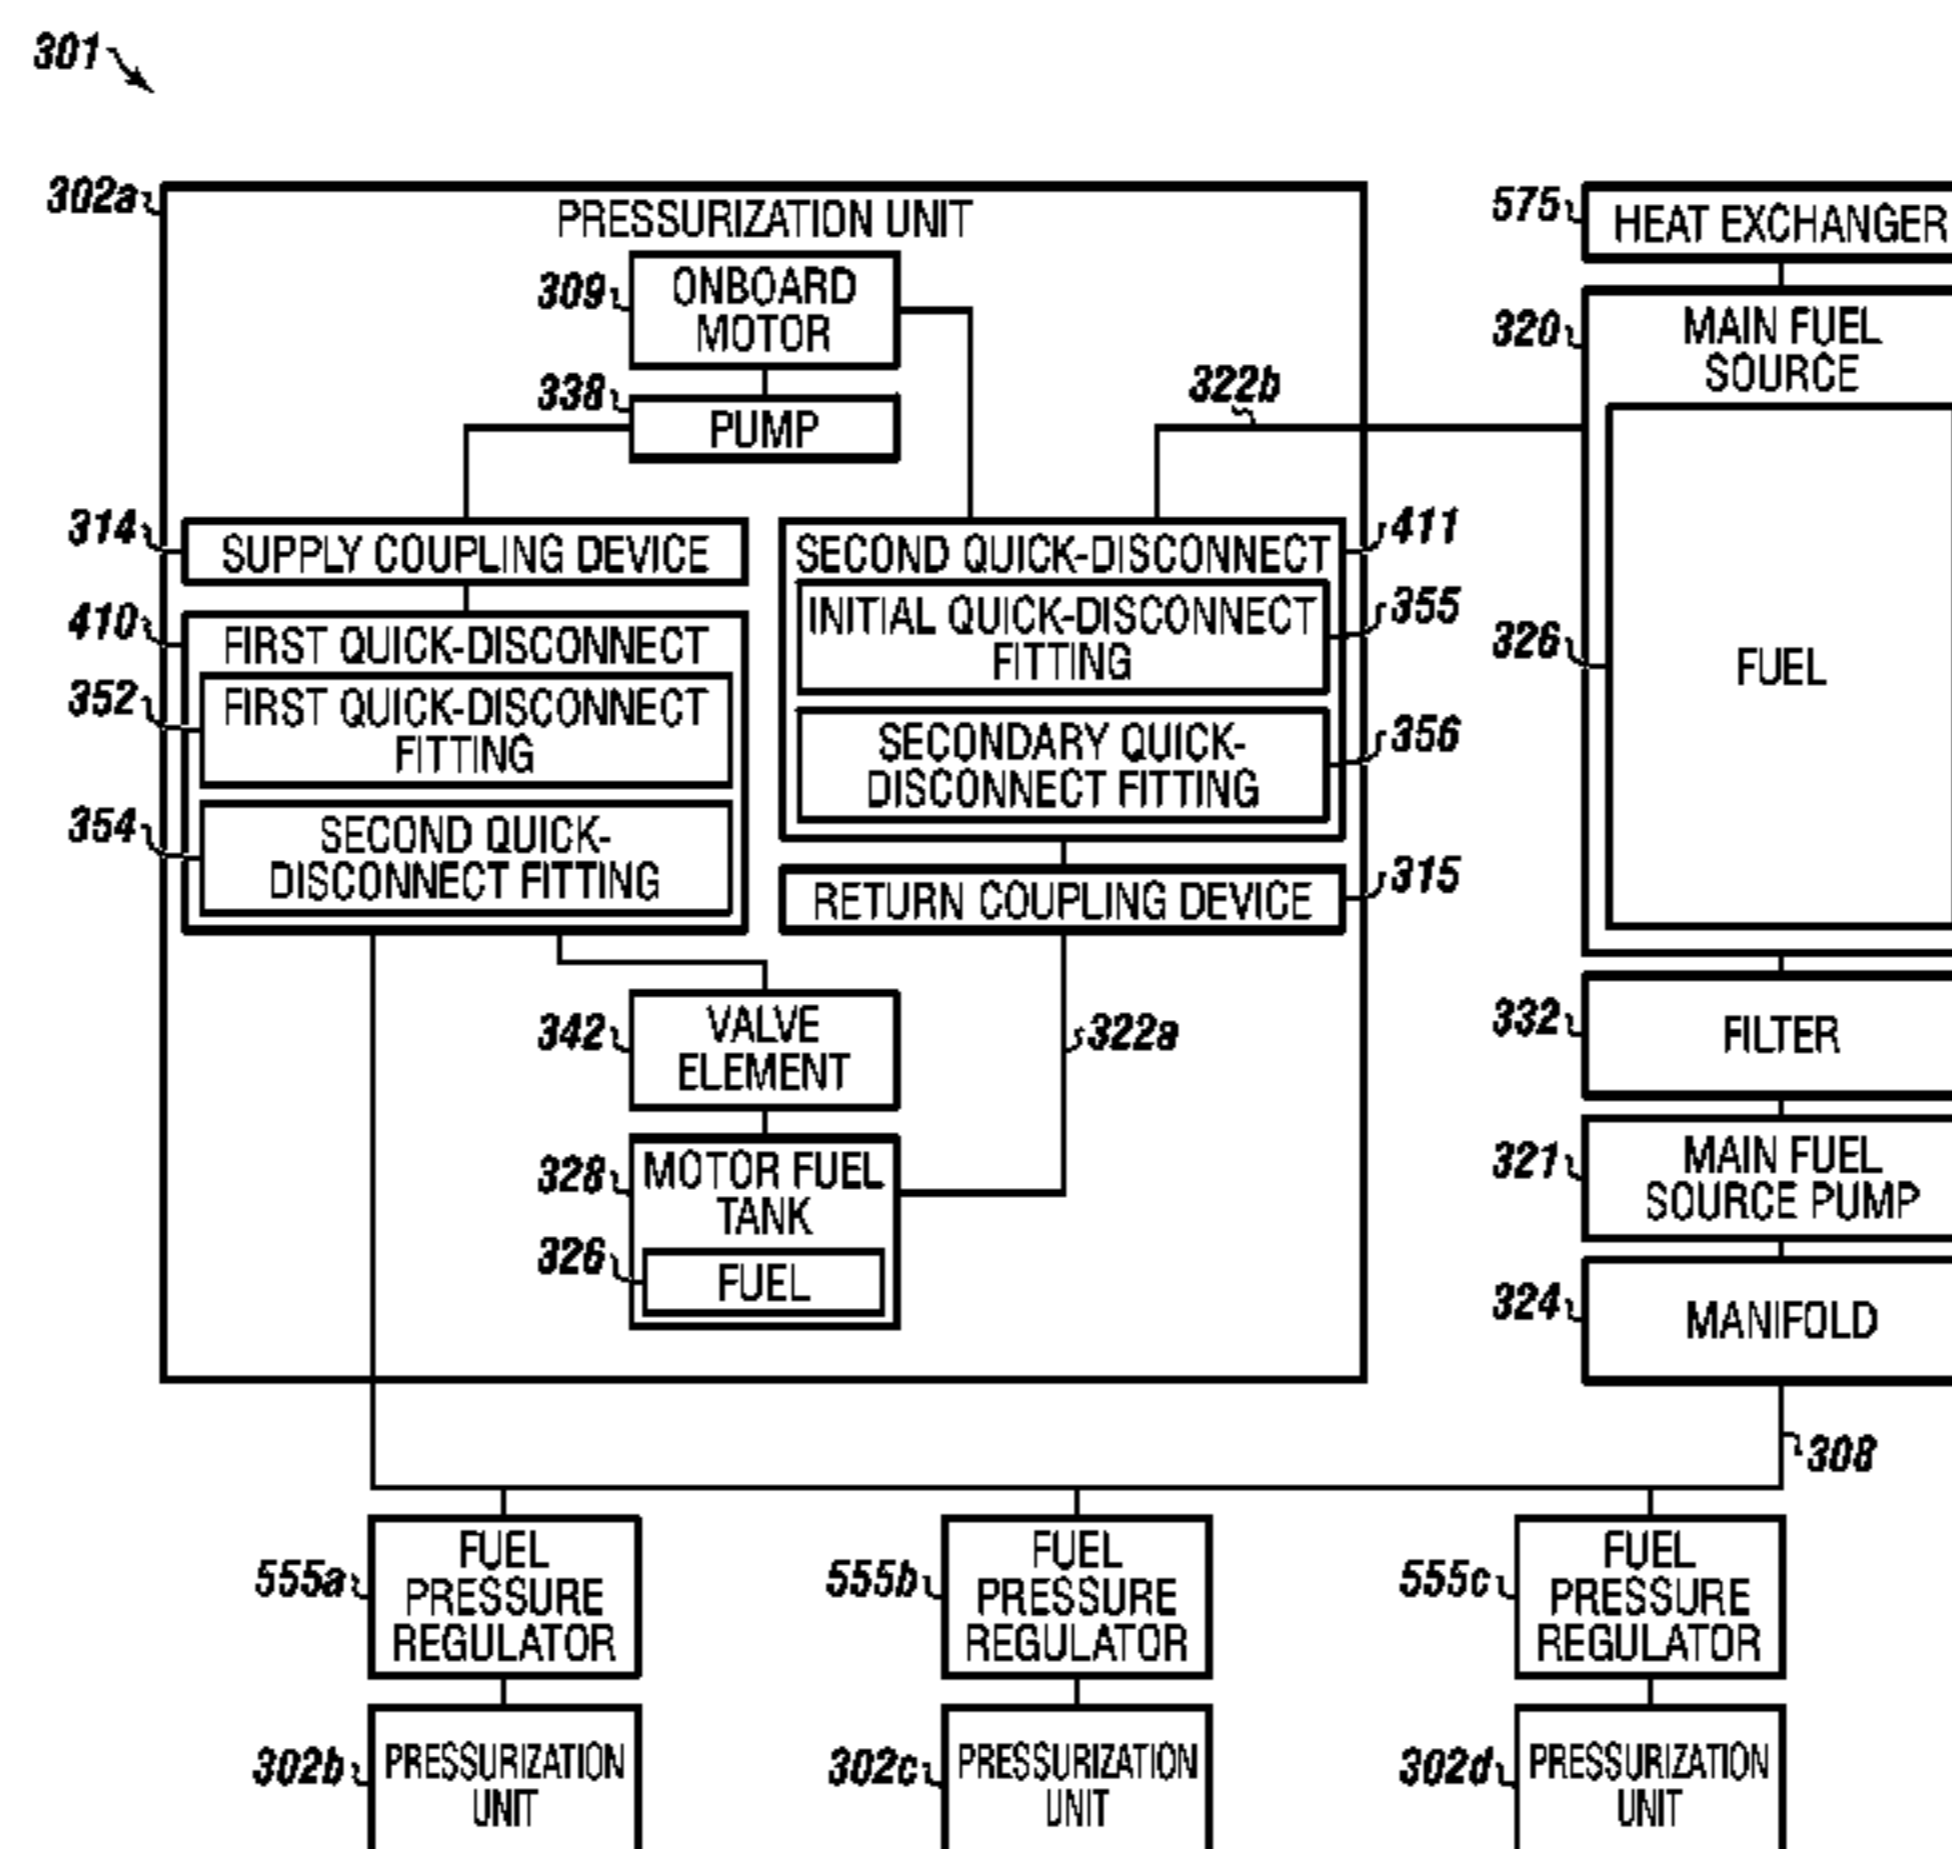 301
302a
PRESSURIZATION UNIT
309
ONBOARD
MOTOR
338
PUMP
322b
314
SUPPLY COUPLING DEVICE
410
FIRST QUICK-DISCONNECT
352
FIRST QUICK-DISCONNECT
FITTING
354
SECOND QUICK-
DISCONNECT FITTING
SECOND QUICK-DISCONNECT
411
INITIAL QUICK-DISCONNECT
FITTING
355
SECONDARY QUICK-
DISCONNECT FITTING
356
RETURN COUPLING DEVICE
315
342
VALVE
ELEMENT
322a
328
MOTOR FUEL
TANK
326
FUEL
575
HEAT EXCHANGER
320
MAIN FUEL
SOURCE
326
FUEL
332
FILTER
321
MAIN FUEL
SOURCE PUMP
324
MANIFOLD
308
555a
FUEL
PRESSURE
REGULATOR
555b
FUEL
PRESSURE
REGULATOR
555c
FUEL
PRESSURE
REGULATOR
302b
PRESSURIZATION
UNIT
302c
PRESSURIZATION
UNIT
302d
PRESSURIZATION
UNIT